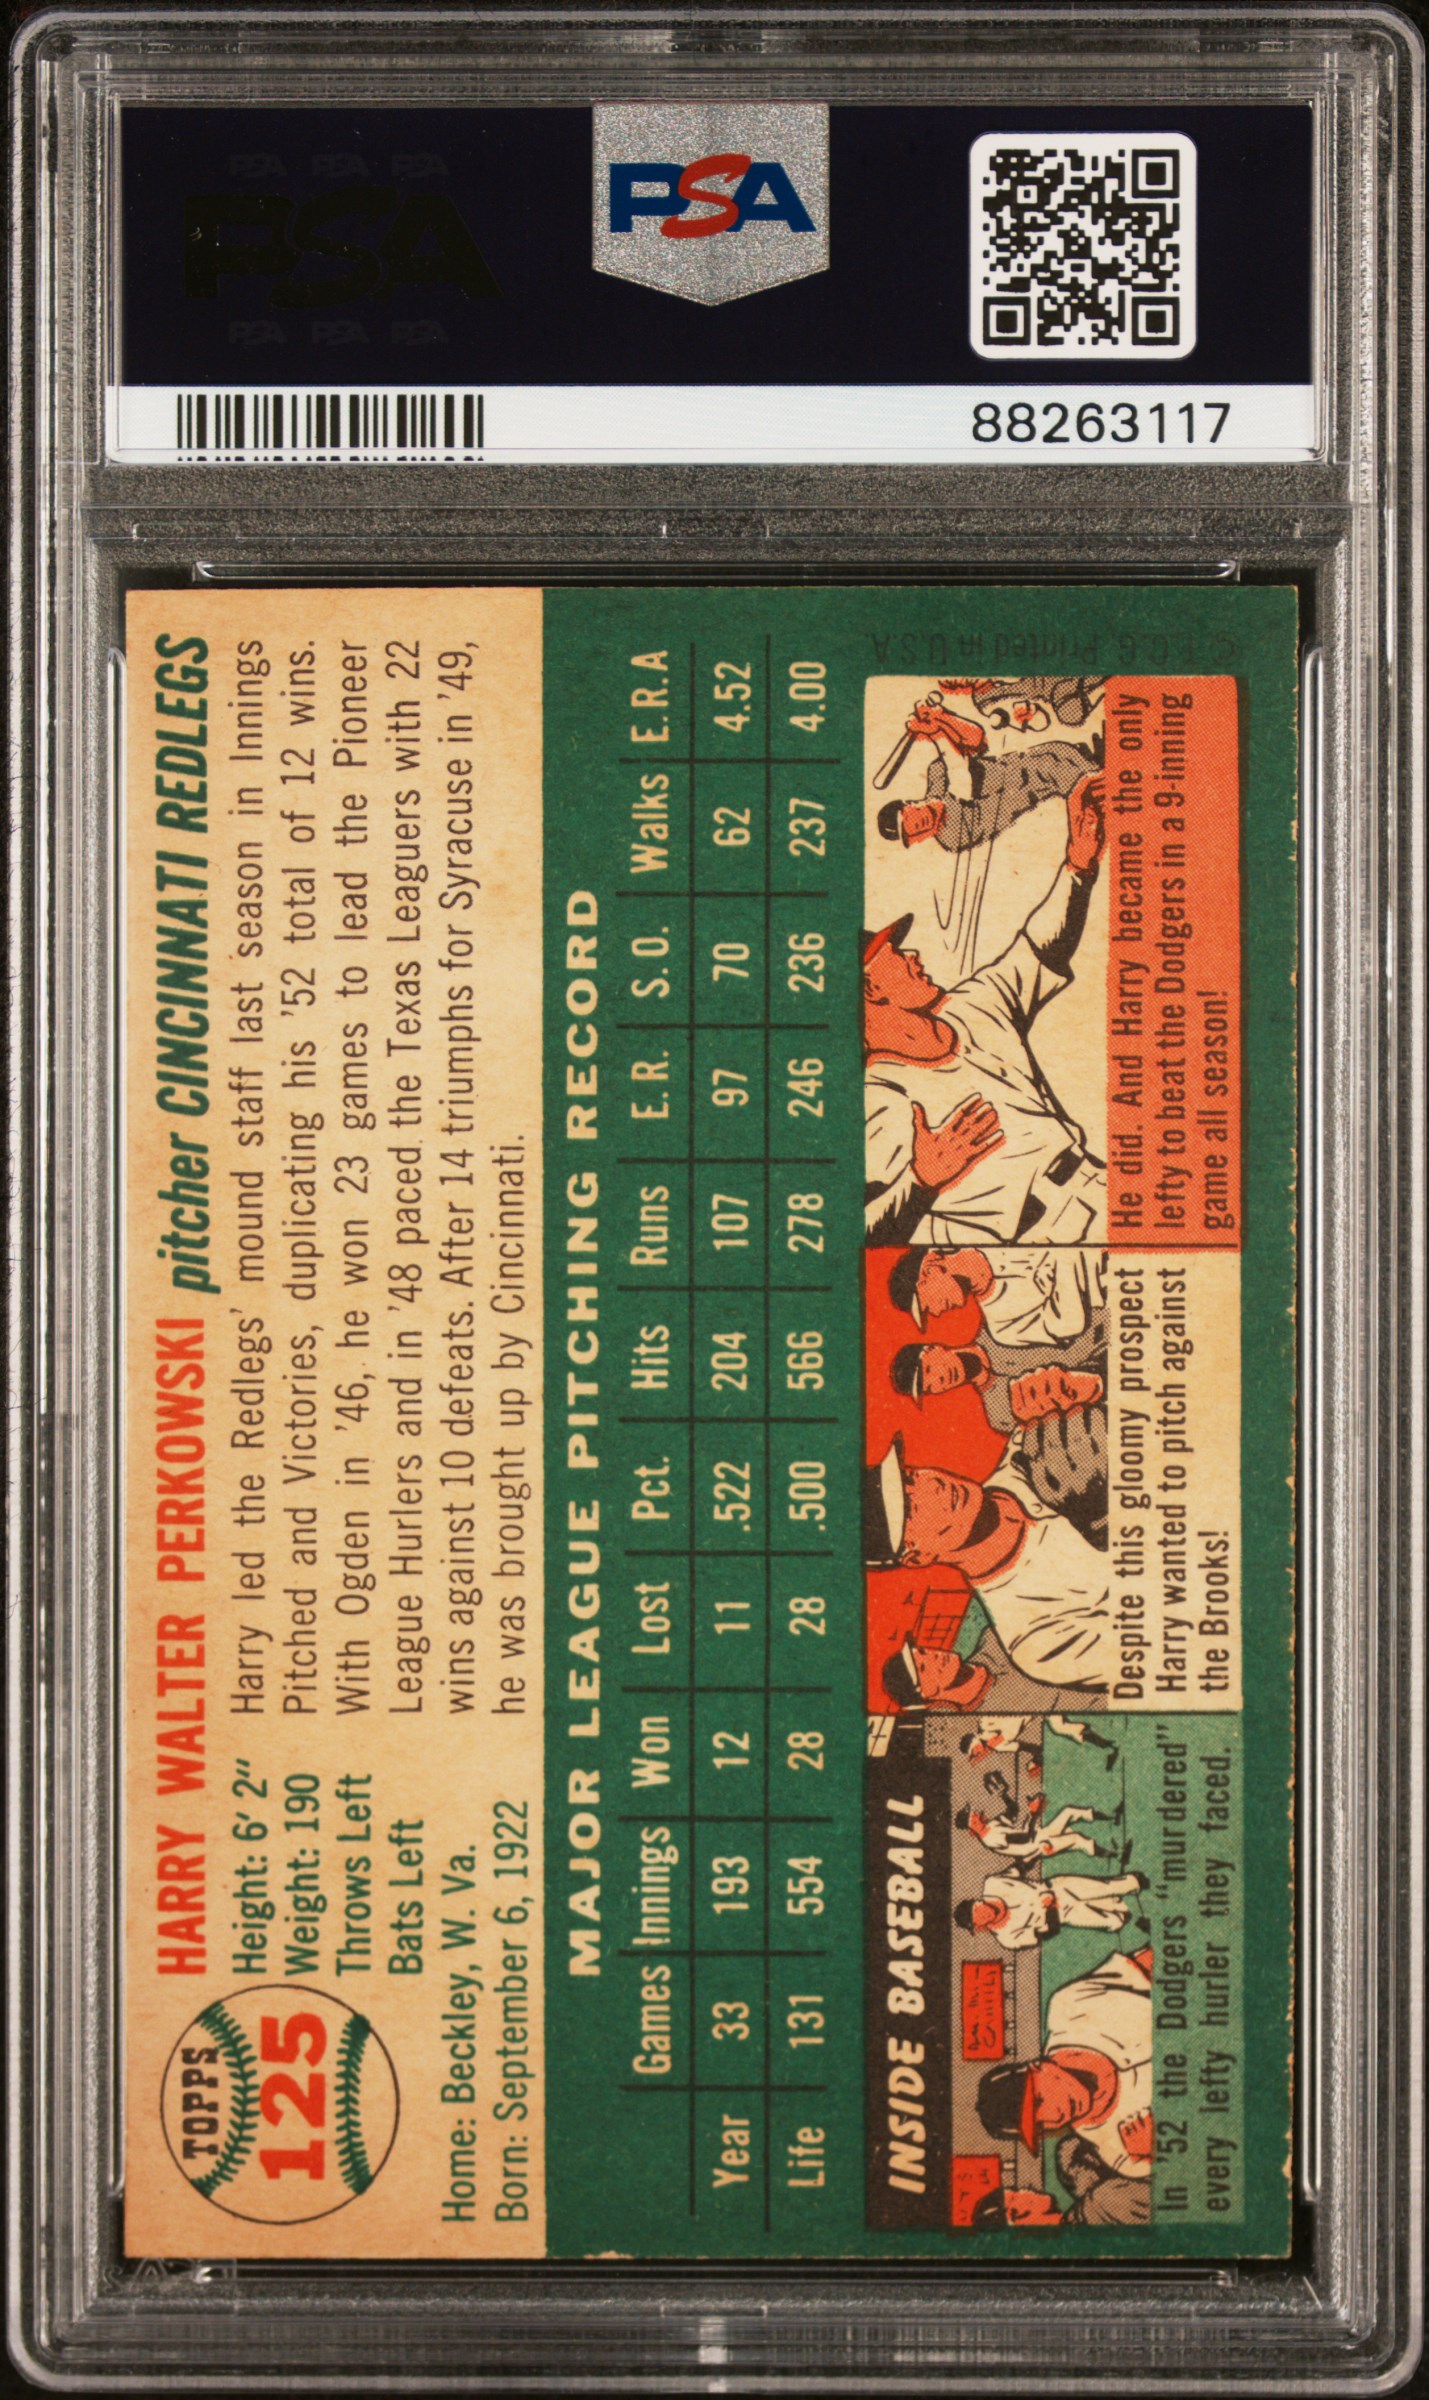 PSA PSA PSA
PSA
PSA PSA PSA
PSA
88263117
TOPPS
125
HARRY WALTER PERKOWSKI pitcher CINCINNATI REDLEGS
Height: 6' 2"
Weight: 190
Throws Left
Bats Left
Home: Beckley, W. Va.
Born: September 6, 1922
Harry led the Redlegs' mound staff last season in Innings
Pitched and Victories, duplicating his '52 total of 12 wins.
With Ogden in '46, he won 23 games to lead the Pioneer
League Hurlers and in '48 paced the Texas Leaguers with 22
wins against 10 defeats. After 14 triumphs for Syracuse in '49,
he was brought up by Cincinnati.
MAJOR LEAGUE PITCHING RECORD
Games Innings Won Lost Pct. Hits Runs E.R. S.O. Walks E.R.A
Year 33 193 12 11 .522 204 107 97 70 62 4.52
Life 131 554 28 28 .500 566 278 246 236 237 4.00
INSIDE BASEBALL
In '52 the Dodgers "murdered"
every lefty hurler they faced.
Despite this gloomy prospect
Harry wanted to pitch against
the Brooks!
He did. And Harry became the only
lefty to beat the Dodgers in a 9-inning
game all season!
© T.C.G. Printed in U.S.A.